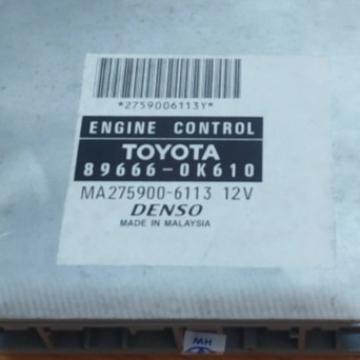 *2759006113Y*
ENGINE CONTROL
TOYOTA
89666-0K610
MA275900-6113 12V
DENSO
MADE IN MALAYSIA
MH